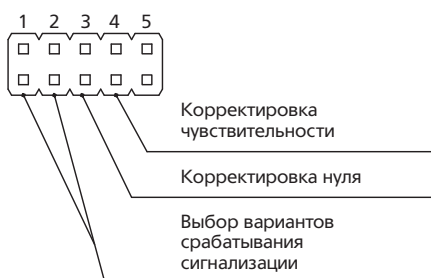 1 2 3 4 5
Корректировка
чувствительности
Корректировка нуля
Выбор вариантов
срабатывания
сигнализации